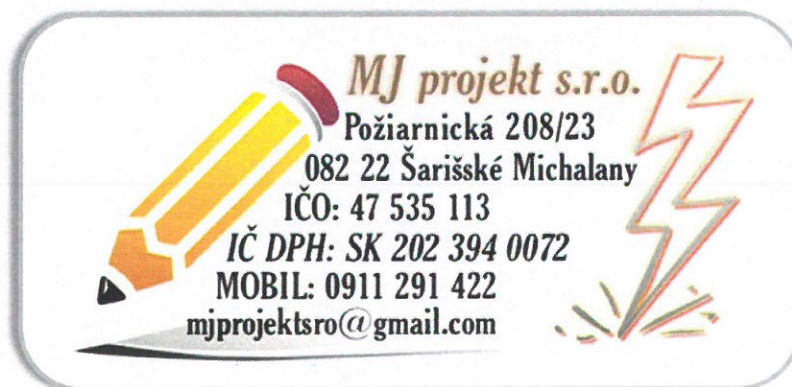 MJ projekt s.r.o.
Požiarnická 208/23
082 22 Šarišské Michalany
IČO: 47 535 113
IČ DPH: SK 202 394 0072
MOBIL: 0911 291 422
mjprojektsro@gmail.com